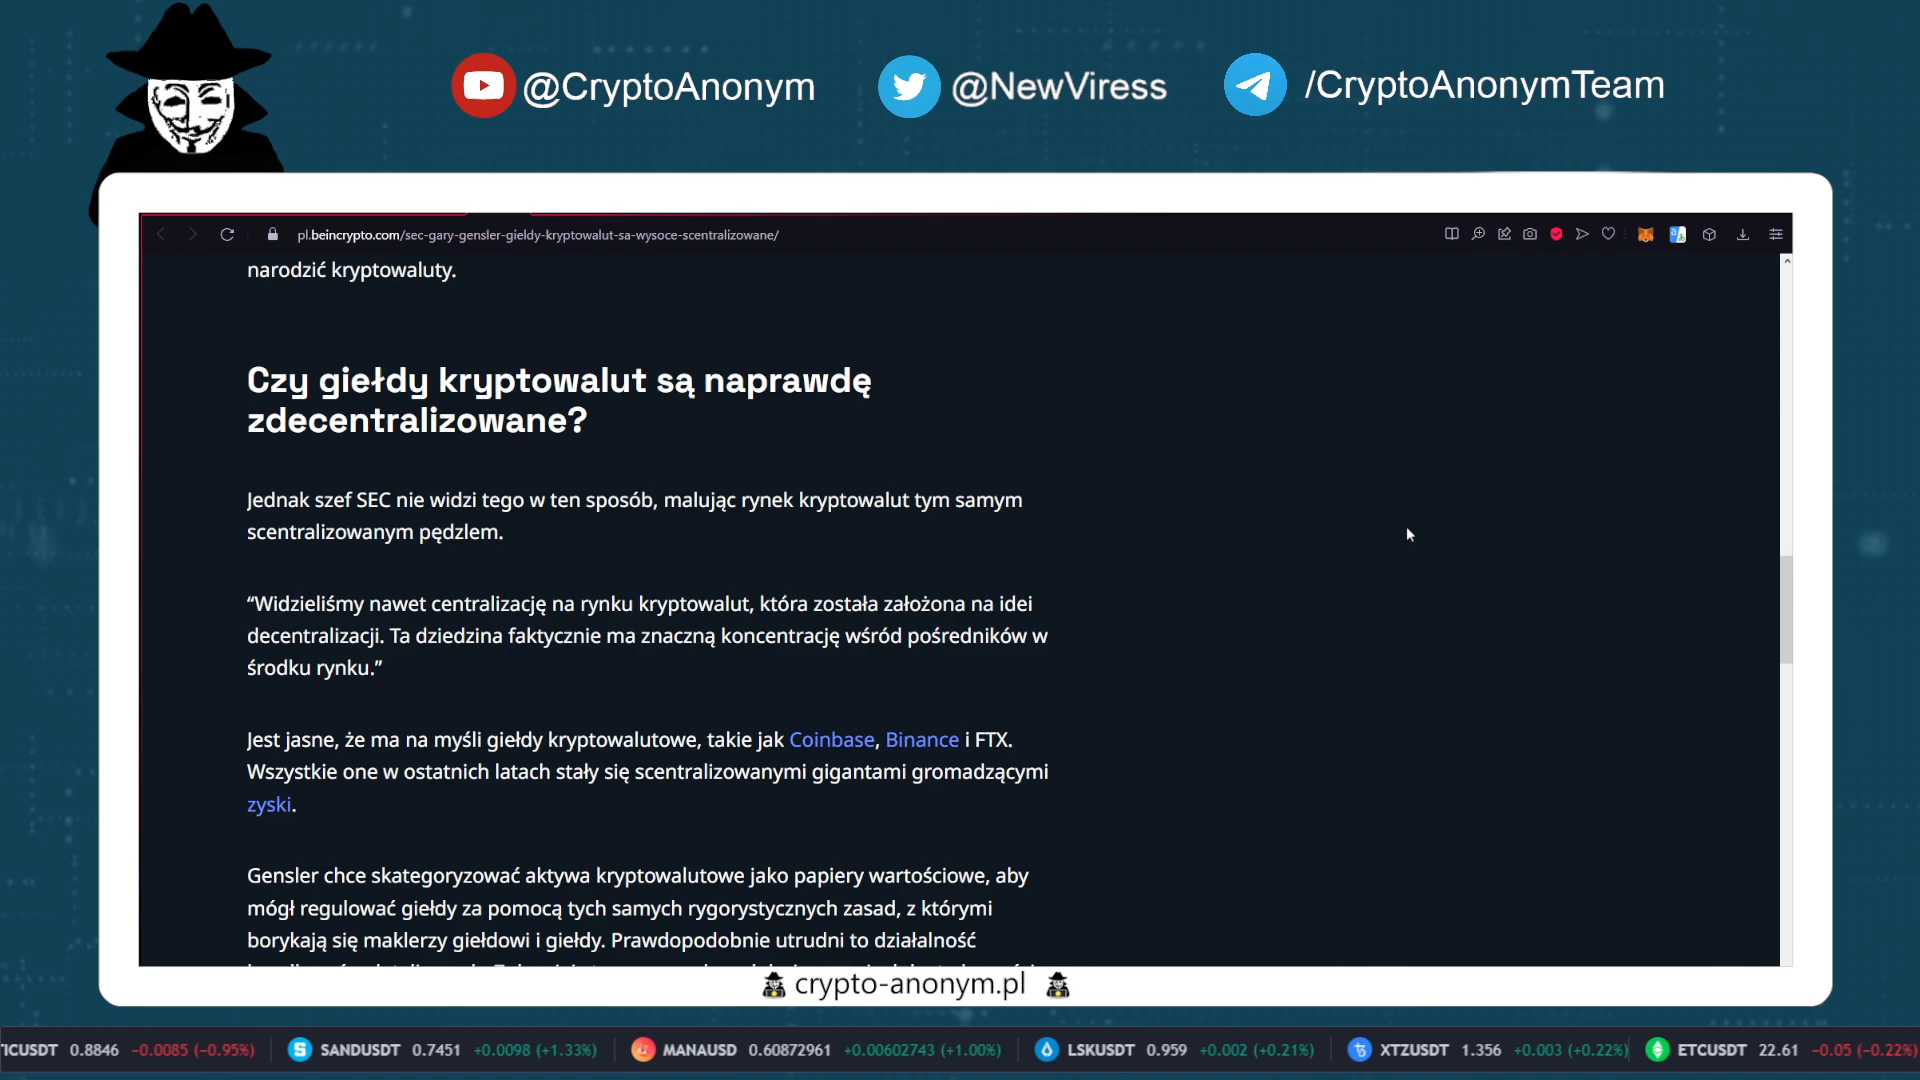 @CryptoAnonym
@NewViress
/CryptoAnonymTeam
pl.beincrypto.com/sec-gary-gensler-gieldy-kryptowalut-sa-wysoce-scentralizowane/
narodzić kryptowaluty.
Czy giełdy kryptowalut są naprawdę
zdecentralizowane?
Jednak szef SEC nie widzi tego w ten sposób, malując rynek kryptowalut tym samym
scentralizowanym pędzlem.
“Widzieliśmy nawet centralizację na rynku kryptowalut, która została założona na idei
decentralizacji. Ta dziedzina faktycznie ma znaczną koncentrację wśród pośredników w
środku rynku.”
Jest jasne, że ma na myśli giełdy kryptowalutowe, takie jak Coinbase, Binance i FTX.
Wszystkie one w ostatnich latach stały się scentralizowanymi gigantami gromadzącymi
zyski.
Gensler chce skategoryzować aktywa kryptowalutowe jako papiery wartościowe, aby
mógł regulować giełdy za pomocą tych samych rygorystycznych zasad, z którymi
borykają się maklerzy giełdowi i giełdy. Prawdopodobnie utrudni to działalność
crypto-anonym.pl
TICUSDT 0.8846 −0.0085 (−0.95%) SANDUSDT 0.7451 +0.0098 (+1.33%) MANAUSD 0.60872961 +0.00602743 (+1.00%) LSKUSDT 0.959 +0.002 (+0.21%) XTZUSDT 1.356 +0.003 (+0.22%) ETCUSDT 22.61 −0.05 (−0.22%)